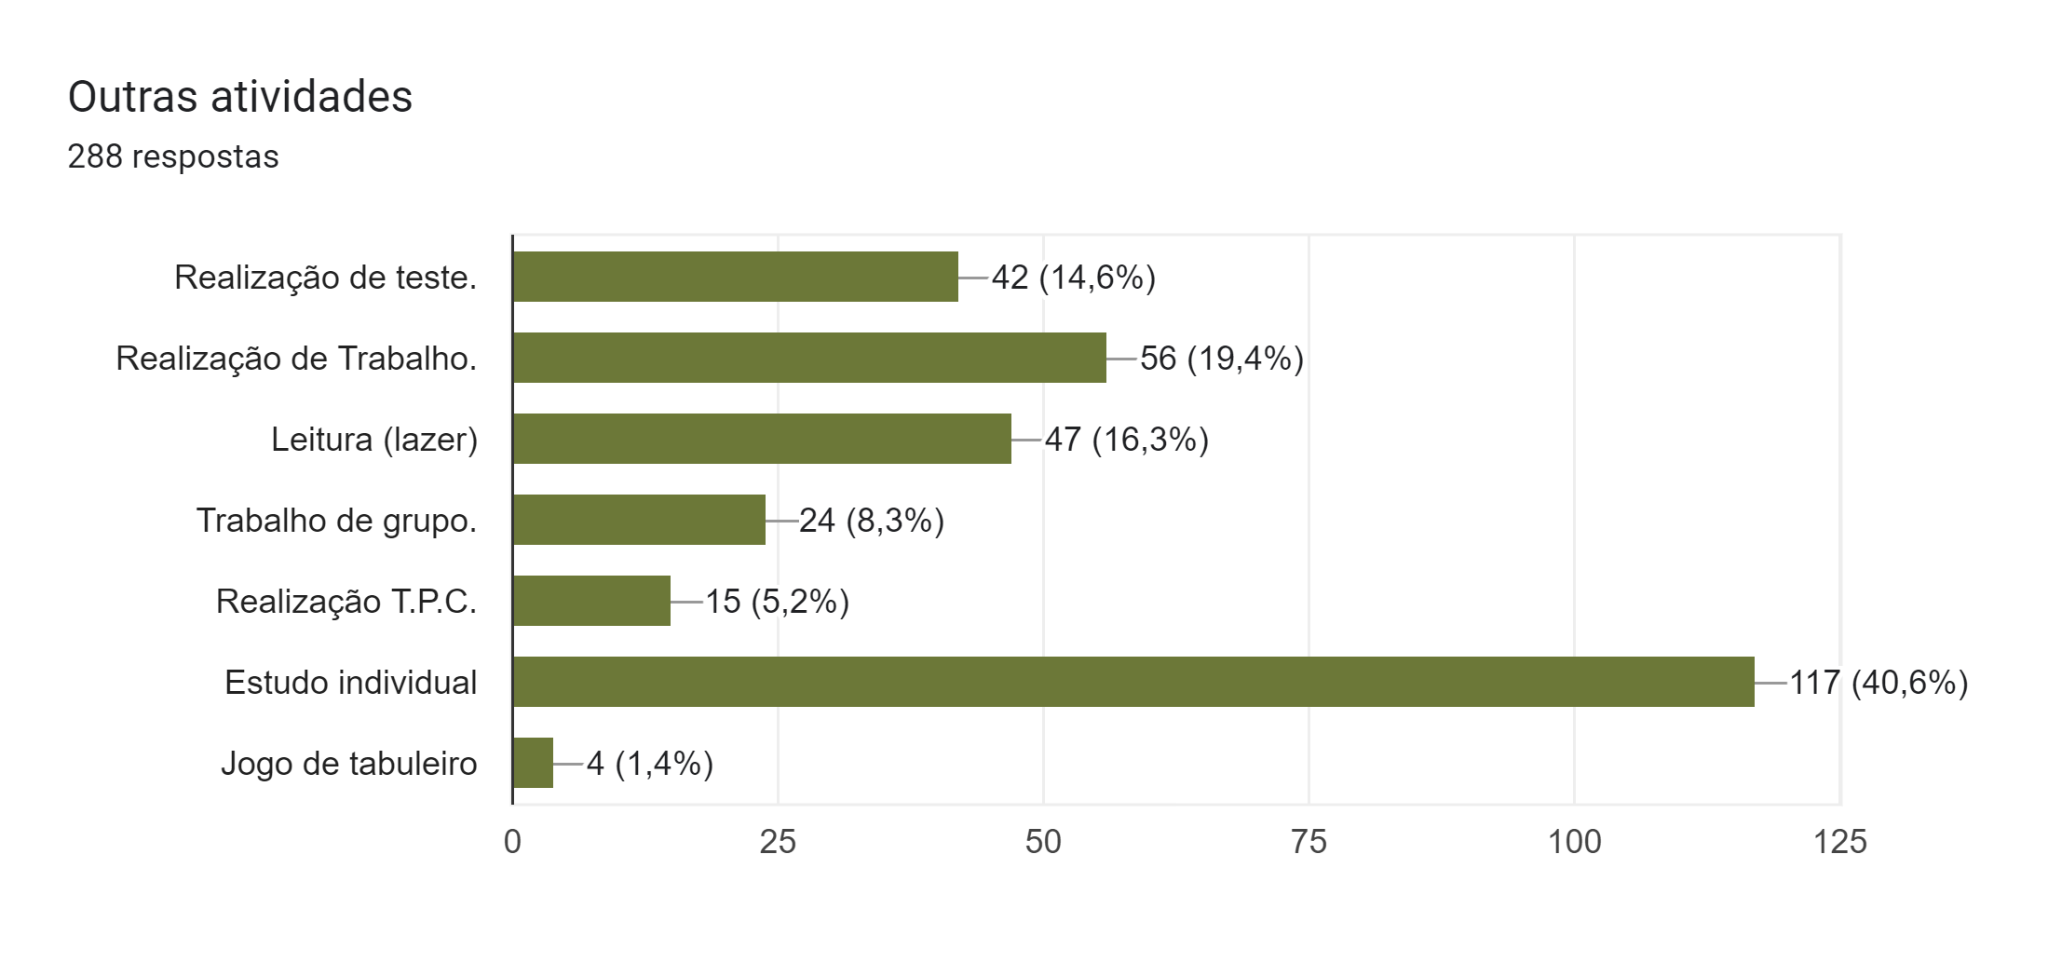 Outras atividades
288 respostas
Realização de teste. 42 (14,6%)
Realização de Trabalho. 56 (19,4%)
Leitura (lazer) 47 (16,3%)
Trabalho de grupo. 24 (8,3%)
Realização T.P.C. 15 (5,2%)
Estudo individual 117 (40,6%)
Jogo de tabuleiro 4 (1,4%)
0 25 50 75 100 125